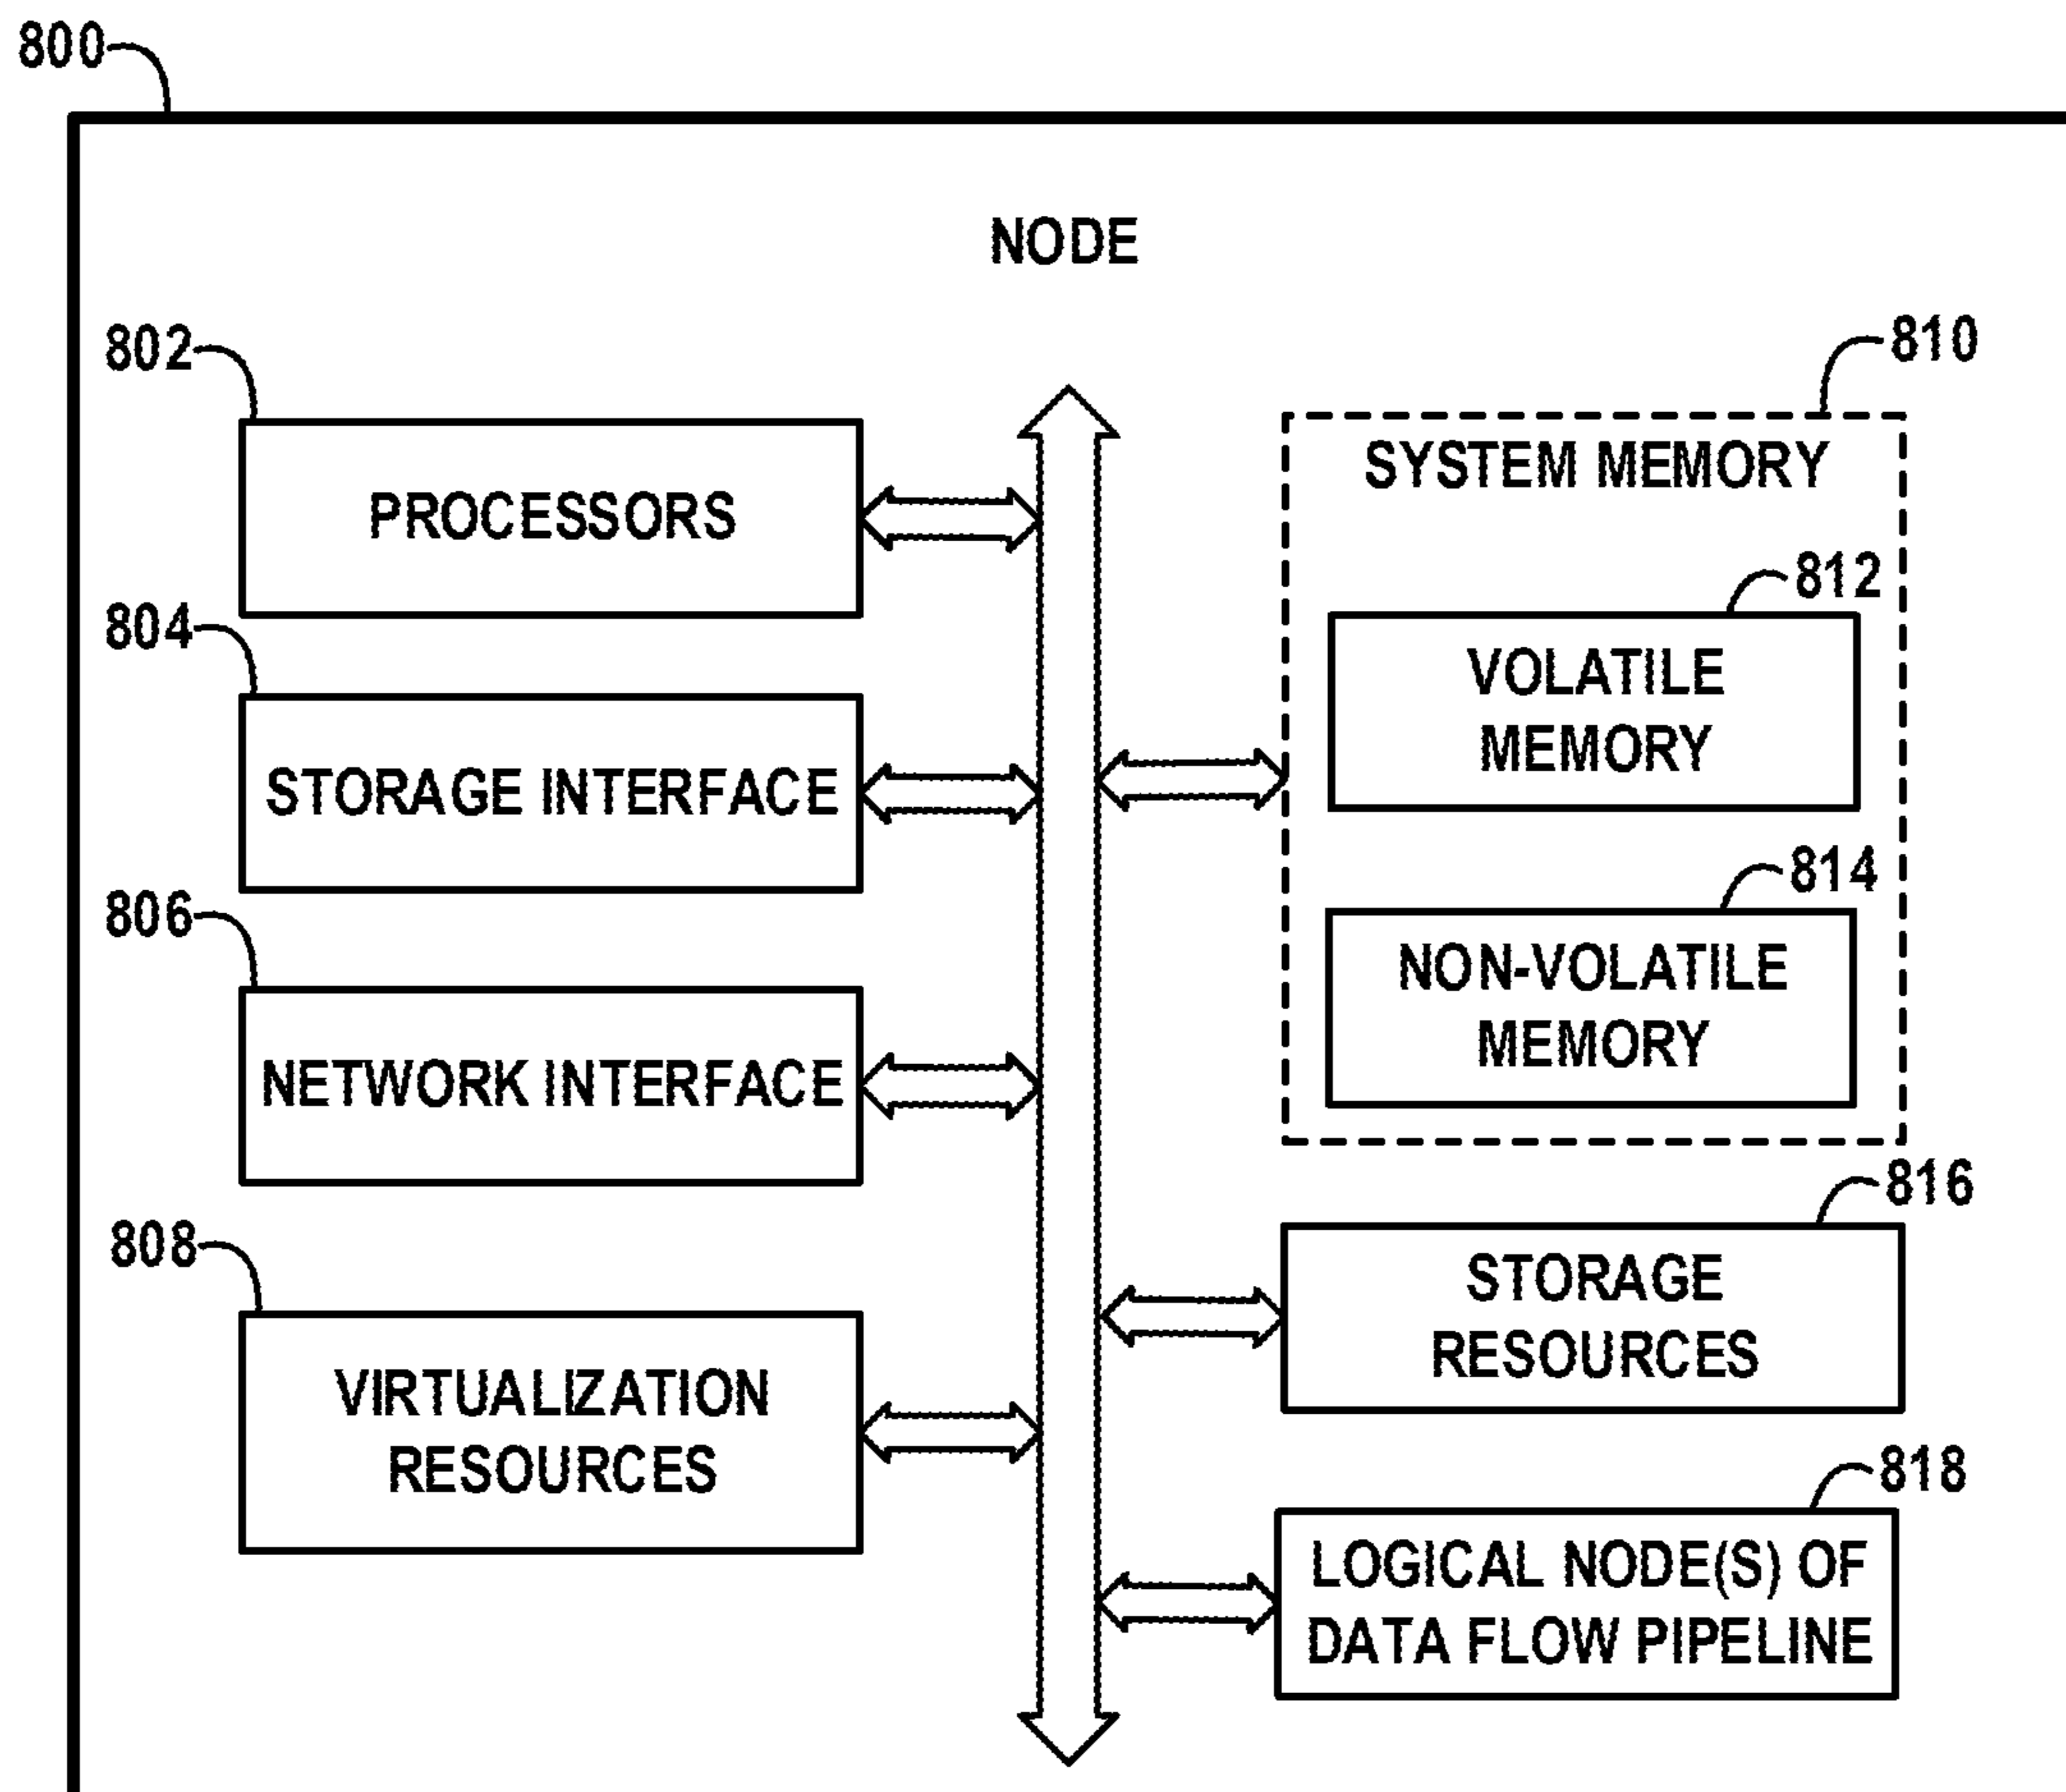 800
NODE
802
PROCESSORS
804
STORAGE INTERFACE
806
NETWORK INTERFACE
808
VIRTUALIZATION
RESOURCES
810
SYSTEM MEMORY
812
VOLATILE
MEMORY
814
NON-VOLATILE
MEMORY
816
STORAGE
RESOURCES
818
LOGICAL NODE(S) OF
DATA FLOW PIPELINE